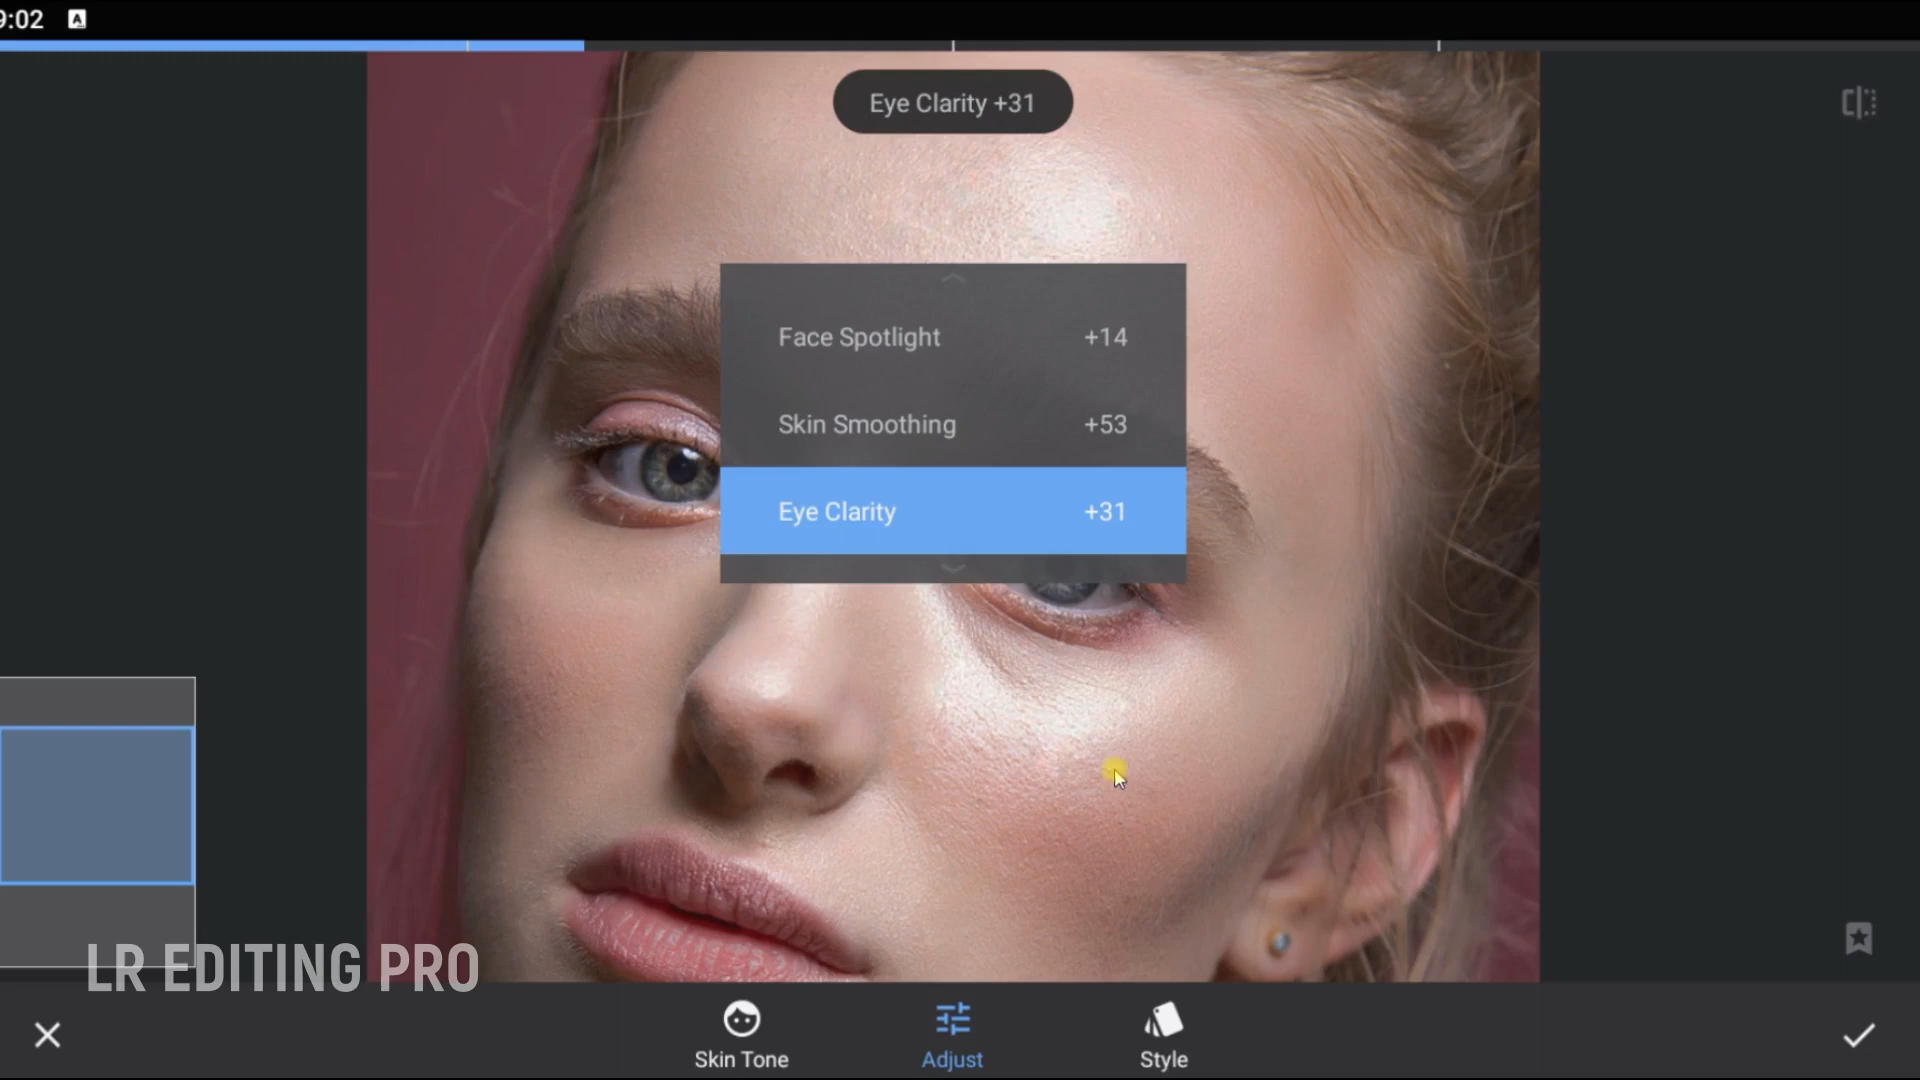 9:02 A
Eye Clarity +31
Face Spotlight +14
Skin Smoothing +53
Eye Clarity +31
LR EDITING PRO
Skin Tone
Adjust
Style